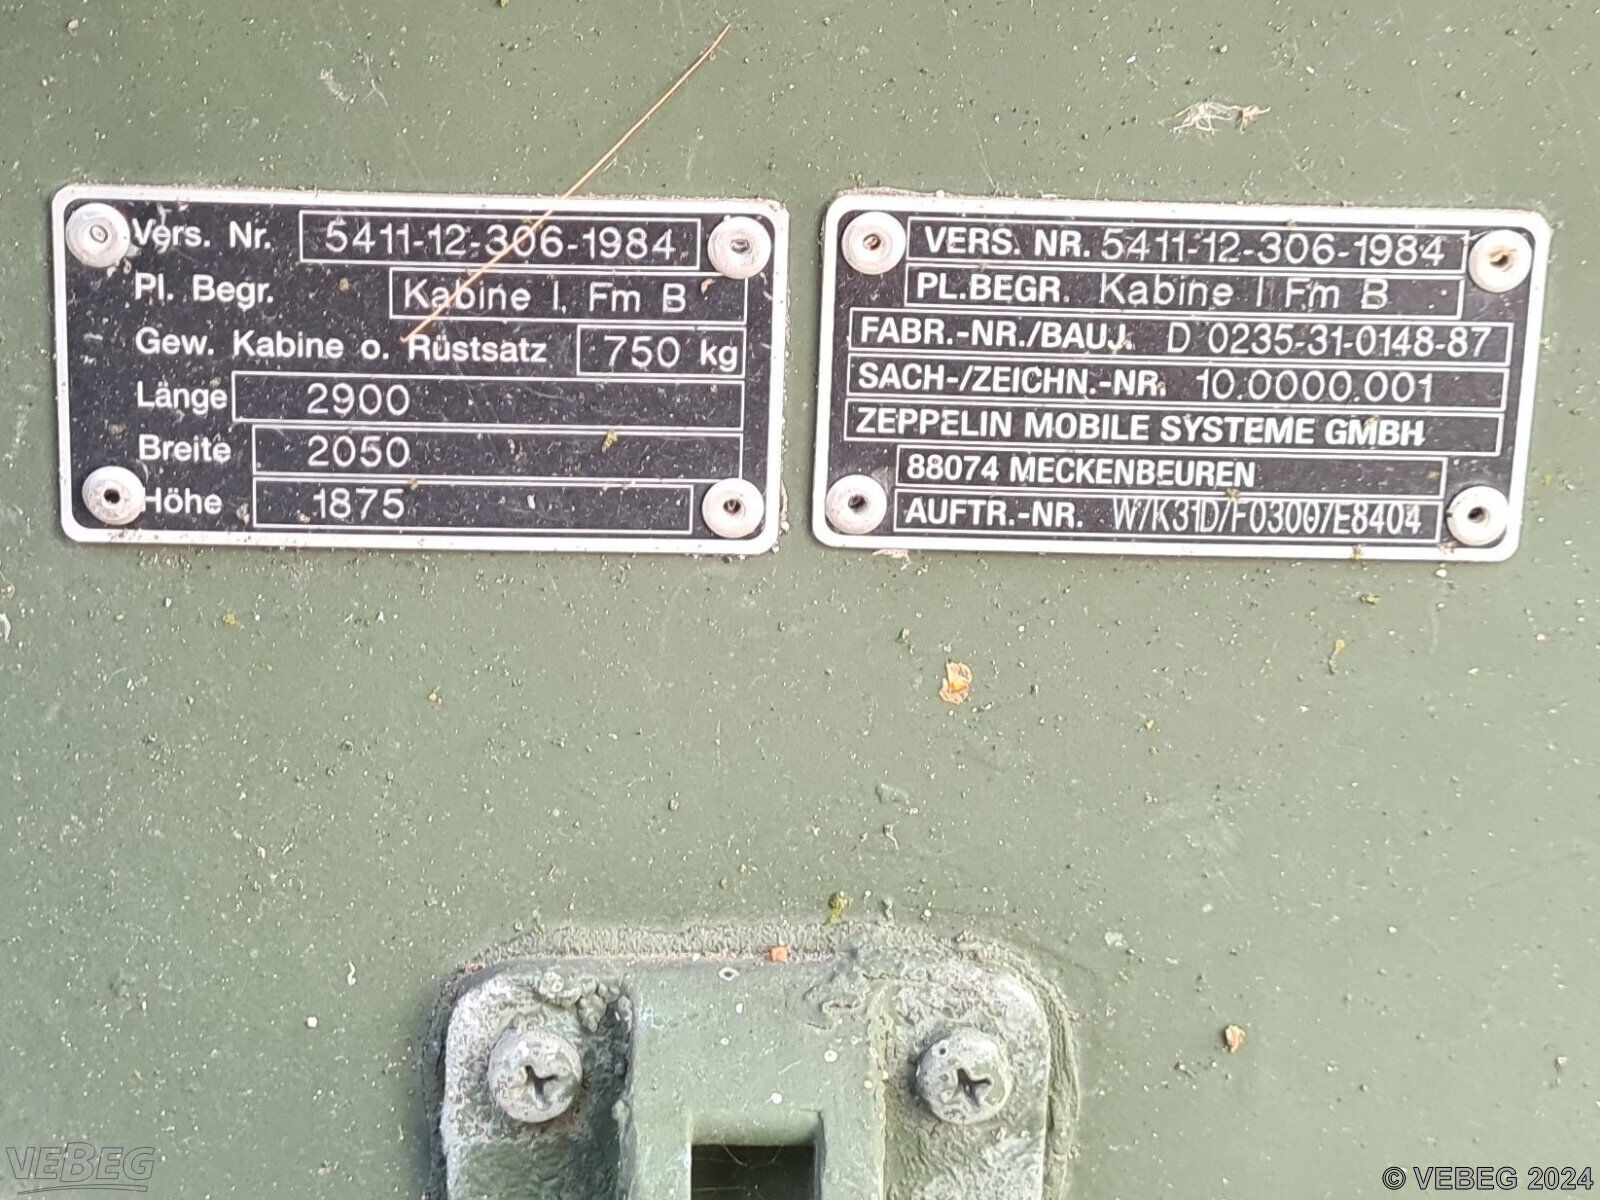 Vers. Nr. 5411-12-306-1984
Pl. Begr. Kabine I, Fm B
Gew. Kabine o. Rüstsatz 750 kg
Länge 2900
Breite 2050
Höhe 1875
VERS. NR. 5411-12-306-1984
PL.BEGR. Kabine I Fm B
FABR.-NR./BAUJ. D 0235-31-0148-87
SACH-/ZEICHN.-NR. 10.0000.001
ZEPPELIN MOBILE SYSTEME GMBH
88074 MECKENBEUREN
AUFTR.-NR. W/K31D/F0300/E8404
VEBEG
© VEBEG 2024